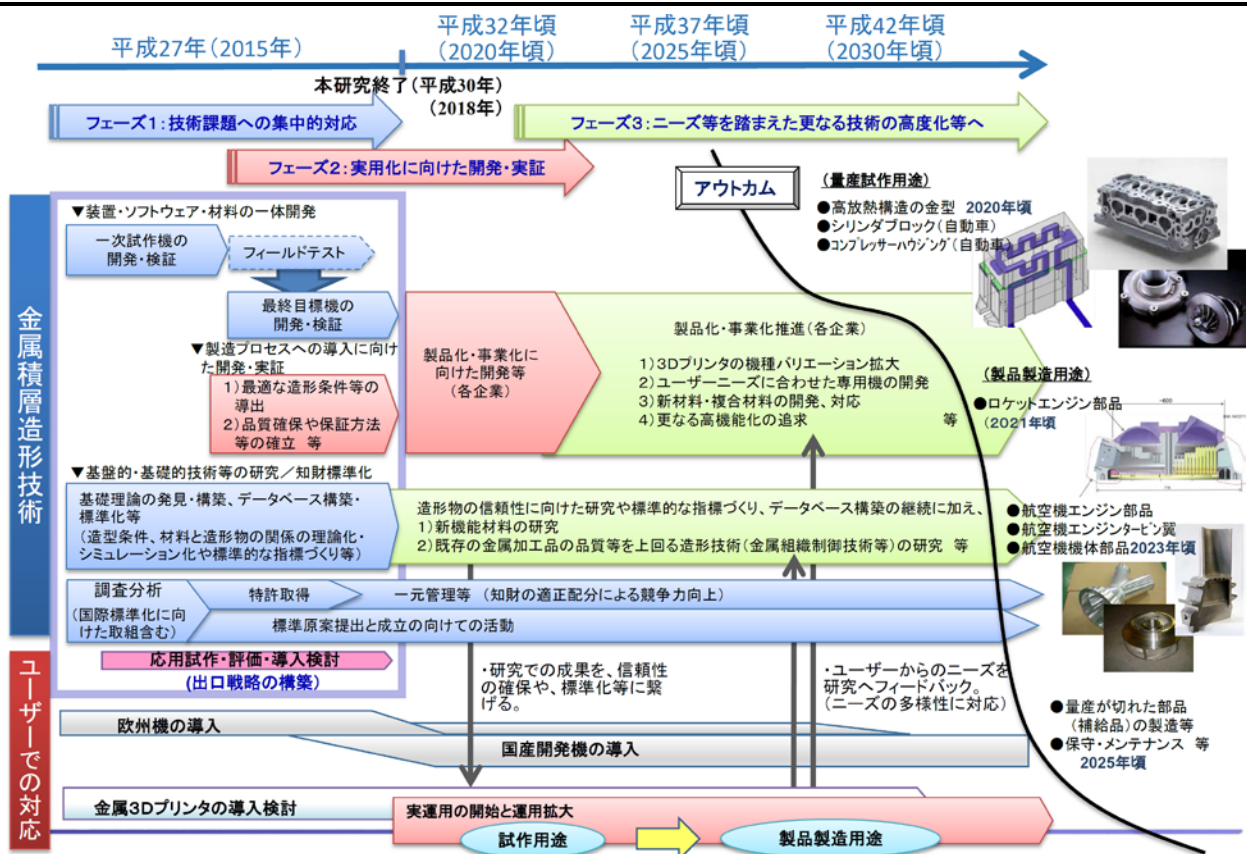 平成27年(2015年)
平成32年頃
(2020年頃)
平成37年頃
(2025年頃)
平成42年頃
(2030年頃)
本研究終了(平成30年)
(2018年)
フェーズ1:技術課題への集中的対応
フェーズ3:ニーズ等を踏まえた更なる技術の高度化等へ
フェーズ2:実用化に向けた開発・実証
アウトカム
金属積層造形技術
▼装置・ソフトウェア・材料の一体開発
一次試作機の
開発・検証
フィールドテスト
最終目標機の
開発・検証
▼製造プロセスへの導入に向け
た開発・実証
1)最適な造形条件等の
導出
2)品質確保や保証方法
等の確立 等
製品化・事業化に
向けた開発等
(各企業)
製品化・事業化推進(各企業)
1)3Dプリンタの機種バリエーション拡大
2)ユーザーニーズに合わせた専用機の開発
3)新材料・複合材料の開発、対応
4)更なる高機能化の追求 等
▼基盤的・基礎的技術等の研究/知財標準化
基礎理論の発見・構築、データベース構築・
標準化等
(造型条件、材料と造形物の関係の理論化・
シミュレーション化や標準的な指標づくり等)
造形物の信頼性に向けた研究や標準的な指標づくり、データベース構築の継続に加え、
1)新機能材料の研究
2)既存の金属加工品の品質等を上回る造形技術(金属組織制御技術等)の研究 等
調査分析
(国際標準化に向
けた取組含む)
特許取得
一元管理等 (知財の適正配分による競争力向上)
標準原案提出と成立の向けての活動
応用試作・評価・導入検討
(出口戦略の構築)
・研究での成果を、信頼性
の確保や、標準化等に繋
げる。
・ユーザーからのニーズを
研究へフィードバック。
(ニーズの多様性に対応)
(量産試作用途)
●高放熱構造の金型 2020年頃
●シリンダブロック(自動車)
●コンプレッサーハウジング(自動車)
(製品製造用途)
●ロケットエンジン部品
(2021年頃
~600
●航空機エンジン部品
●航空機エンジンタービン翼
●航空機機体部品2023年頃
●量産が切れた部品
(補給品)の製造等
●保守・メンテナンス 等
2025年頃
ユーザーでの対応
欧州機の導入
国産開発機の導入
金属3Dプリンタの導入検討
実運用の開始と運用拡大
試作用途
製品製造用途